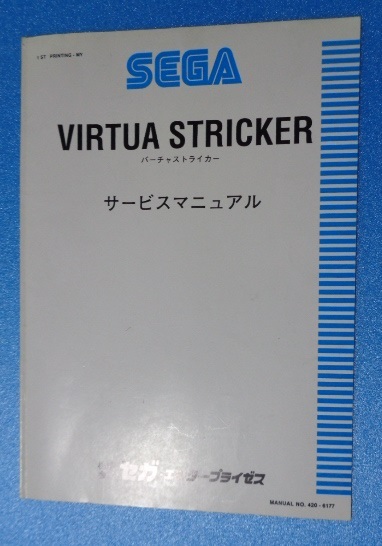 1ST PRINTING - MY
SEGA
VIRTUA STRICKER
バーチャストライカー
サービスマニュアル
セガ・エンタープライゼス
MANUAL NO. 420 - 6177